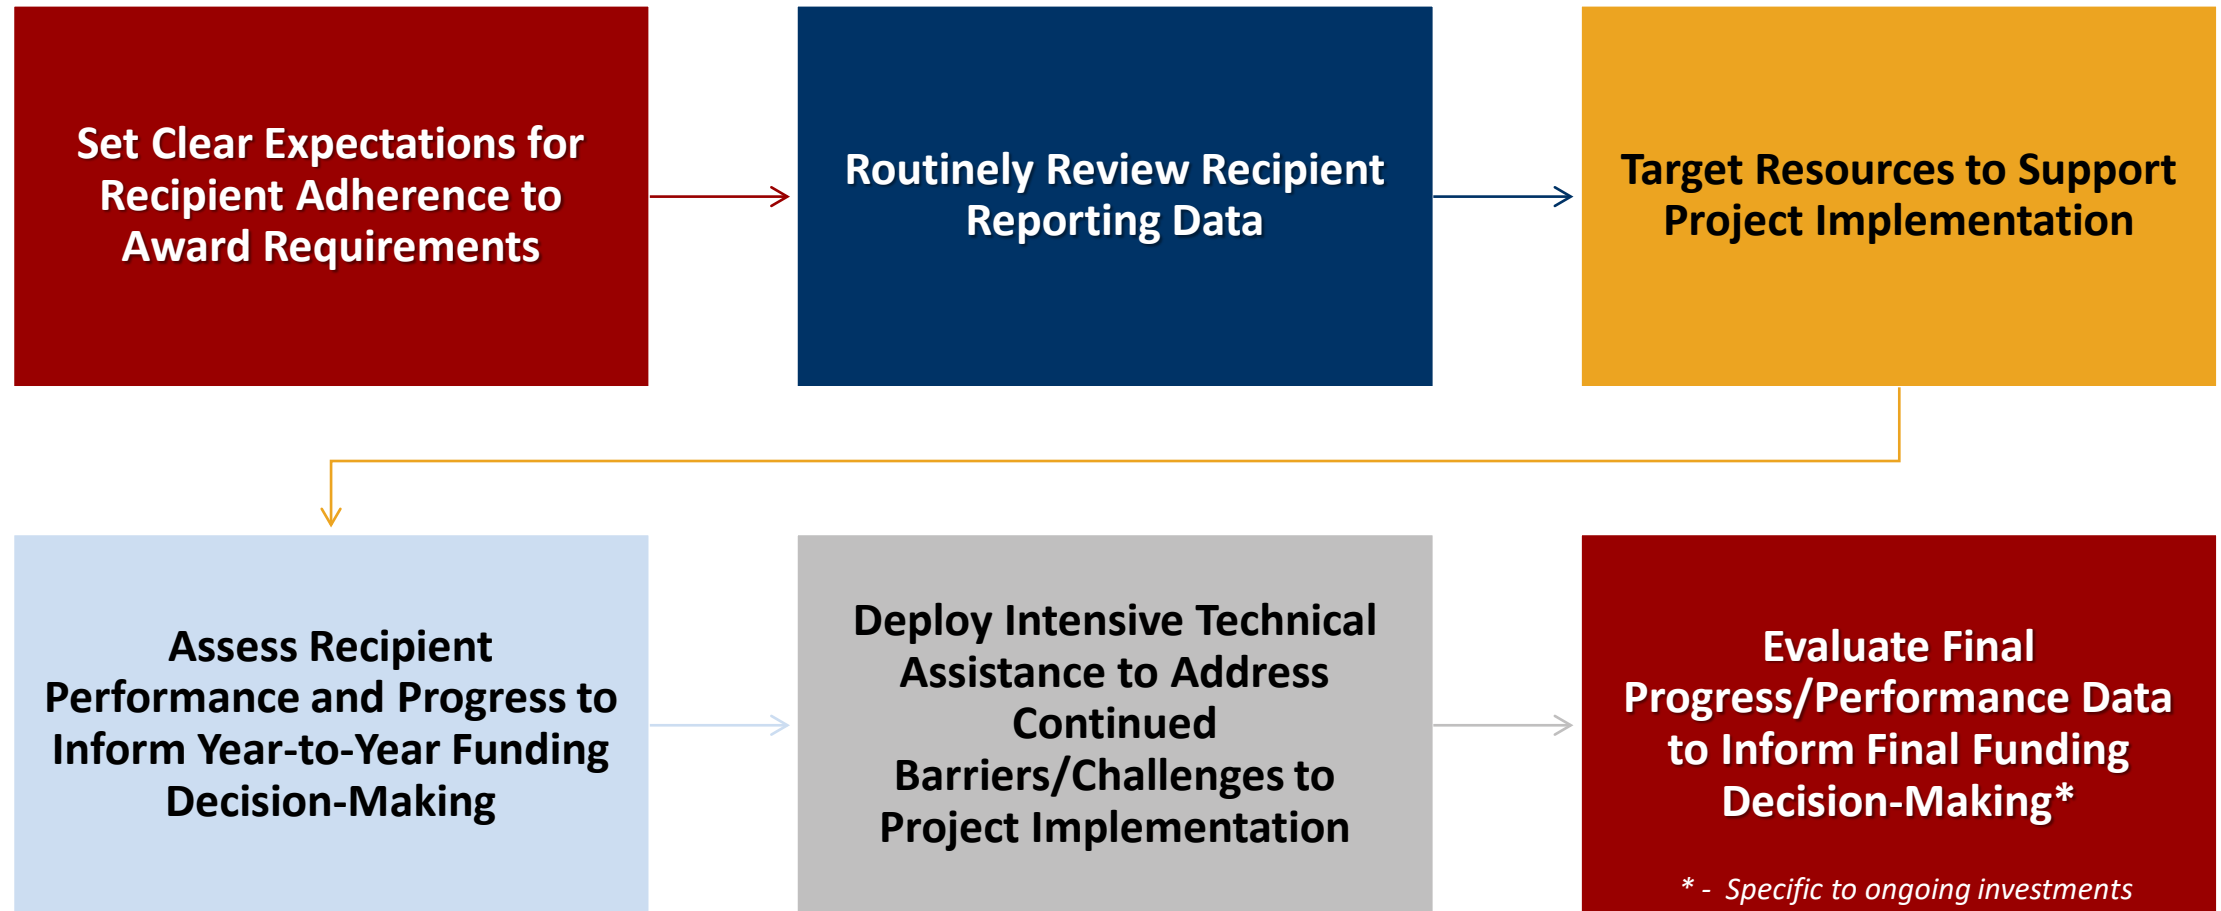 Set Clear Expectations for
Recipient Adherence to
Award Requirements
Routinely Review Recipient
Reporting Data
Target Resources to Support
Project Implementation
Assess Recipient
Performance and Progress to
Inform Year-to-Year Funding
Decision-Making
Deploy Intensive Technical
Assistance to Address
Continued
Barriers/Challenges to
Project Implementation
Evaluate Final
Progress/Performance Data
to Inform Final Funding
Decision-Making*
* - Specific to ongoing investments